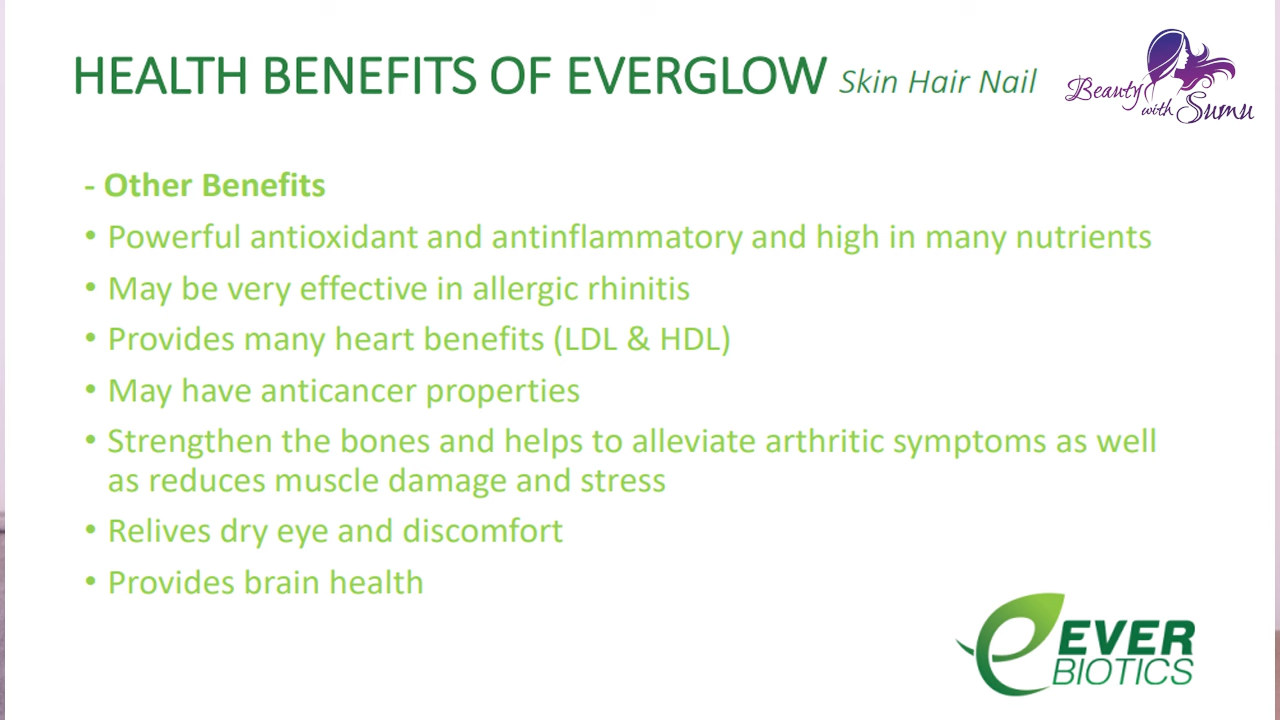 HEALTH BENEFITS OF EVERGLOW Skin Hair Nail
Beauty with Sumu
- Other Benefits
• Powerful antioxidant and antinflammatory and high in many nutrients
• May be very effective in allergic rhinitis
• Provides many heart benefits (LDL & HDL)
• May have anticancer properties
• Strengthen the bones and helps to alleviate arthritic symptoms as well
as reduces muscle damage and stress
• Relives dry eye and discomfort
• Provides brain health
EVER
BIOTICS